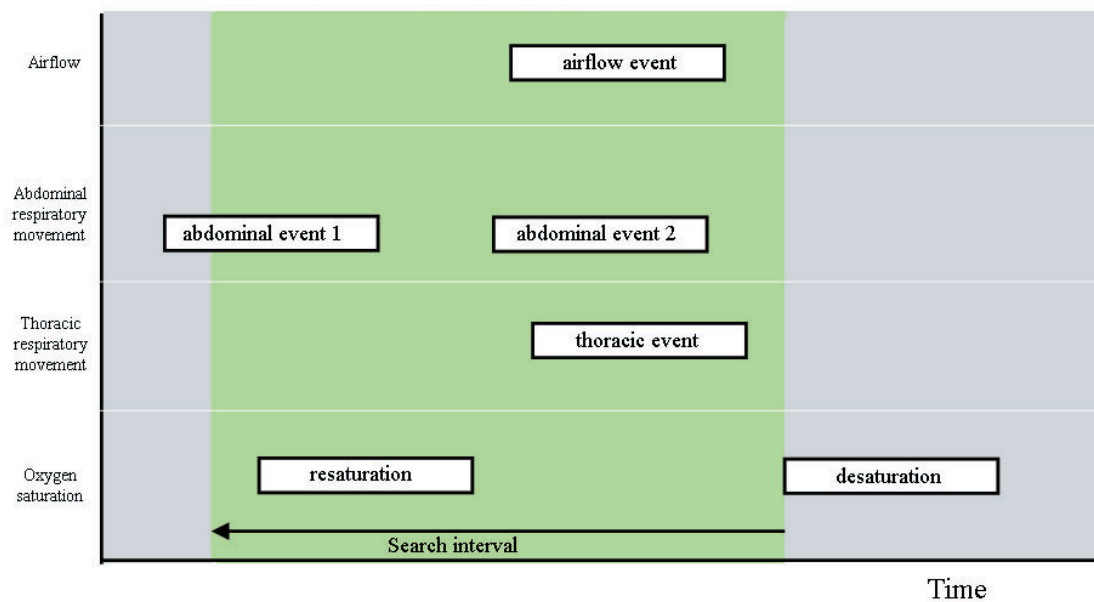 Airflow
airflow event
Abdominal
respiratory
movement
abdominal event 1
abdominal event 2
Thoracic
respiratory
movement
thoracic event
Oxygen
saturation
resaturation
desaturation
Search interval
Time